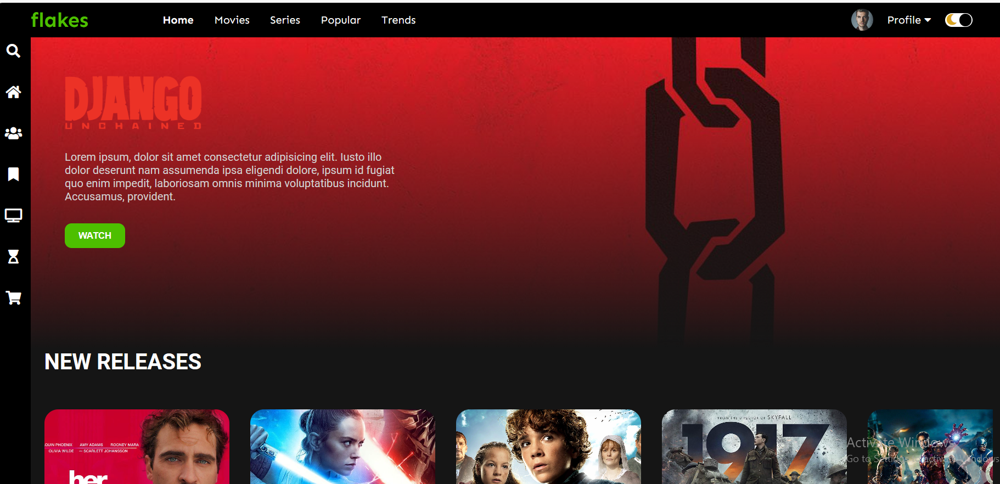 flakes
Home Movies Series Popular Trends
Profile
DJANGO
UNCHAINED
Lorem ipsum, dolor sit amet consectetur adipisicing elit. Iusto illo
dolor deserunt nam assumenda ipsa eligendi dolore, ipsum id fugiat
quo enim impedit, laboriosam omnis minima voluptatibus incidunt.
Accusamus, provident.
WATCH
NEW RELEASES
OUIN PHOENIX AMY ADAMS ROONEY MARA
OLIVIA WILDE — SCARLETT JOHANSSON
her
FROM THE DIRECTOR OF SKYFALL
1917
Activate Windows
Go to Settings to activate Windows